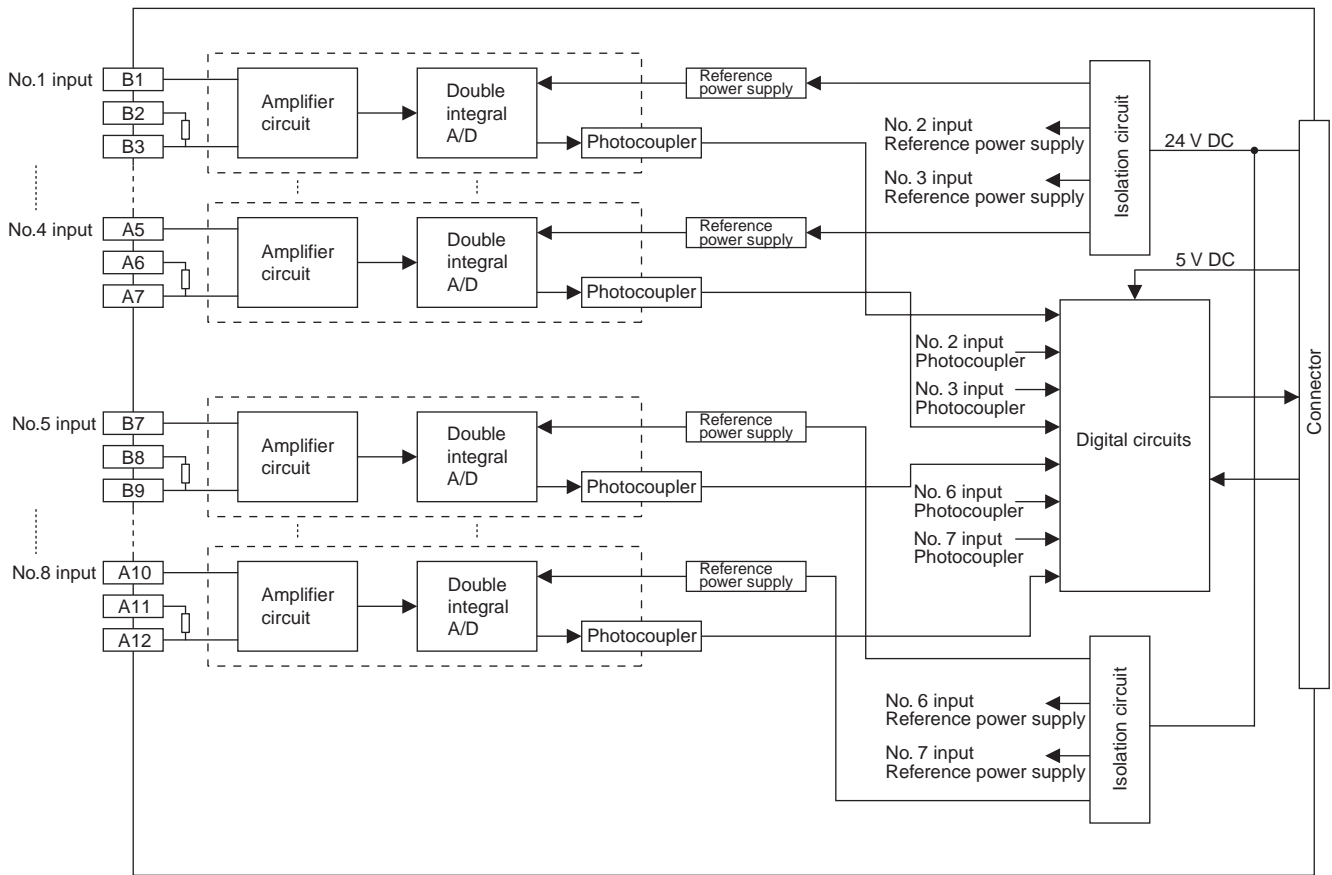 No.1 input
B1
B2
B3
Amplifier
circuit
Double
integral
A/D
Reference
power supply
Photocoupler
No. 2 input
Reference power supply
No. 3 input
Reference power supply
Isolation circuit
24 V DC
5 V DC
Connector
No.4 input
A5
A6
A7
Amplifier
circuit
Double
integral
A/D
Reference
power supply
Photocoupler
No. 2 input
Photocoupler
No. 3 input
Photocoupler
Digital circuits
No.5 input
B7
B8
B9
Amplifier
circuit
Double
integral
A/D
Reference
power supply
Photocoupler
No. 6 input
Photocoupler
No. 7 input
Photocoupler
No.8 input
A10
A11
A12
Amplifier
circuit
Double
integral
A/D
Reference
power supply
Photocoupler
No. 6 input
Reference power supply
No. 7 input
Reference power supply
Isolation circuit